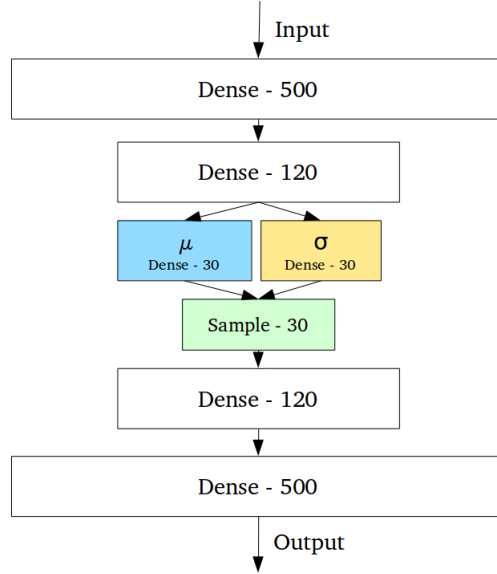 Input
Dense - 500
Dense - 120
μ
Dense - 30
σ
Dense - 30
Sample - 30
Dense - 120
Dense - 500
Output